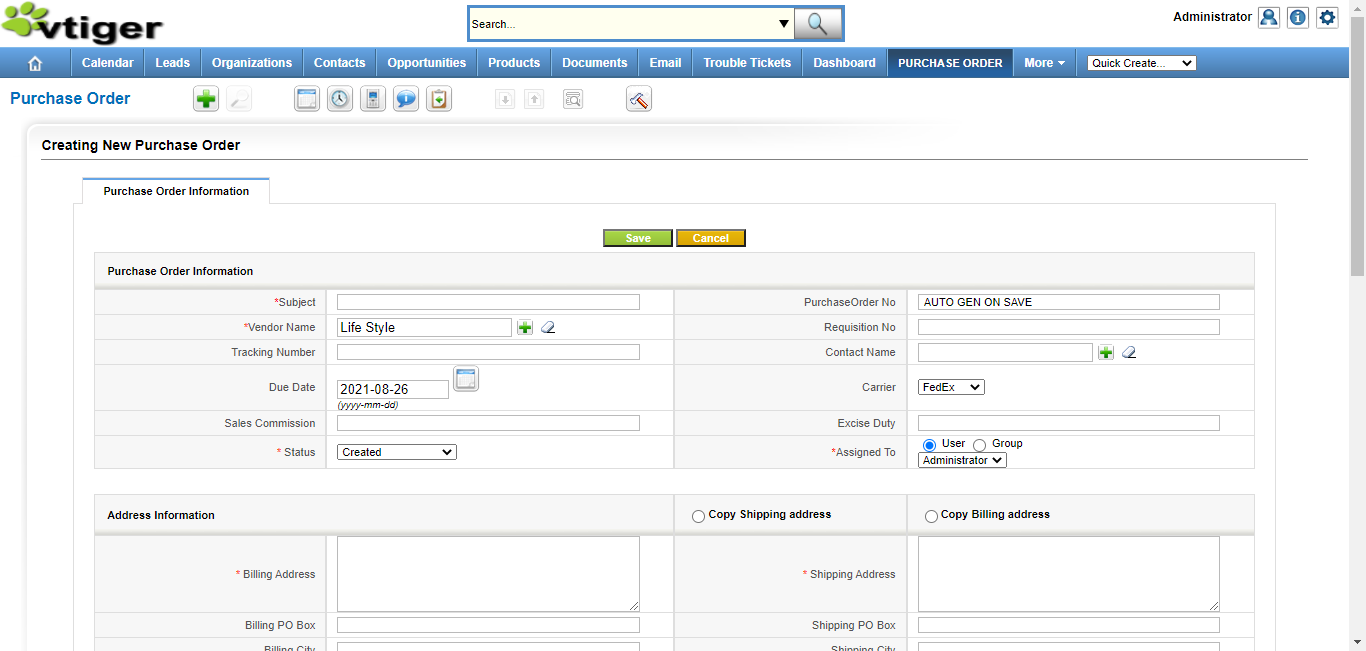 vtiger
Search...
Administrator
Calendar Leads Organizations Contacts Opportunities Products Documents Email Trouble Tickets Dashboard PURCHASE ORDER More Quick Create...
Purchase Order
Creating New Purchase Order
Purchase Order Information
Save Cancel
Purchase Order Information
*Subject PurchaseOrder No AUTO GEN ON SAVE
*Vendor Name Life Style Requisition No
Tracking Number Contact Name
Due Date 2021-08-26 Carrier FedEx
(yyyy-mm-dd)
Sales Commission Excise Duty
* Status Created *Assigned To User Group
Administrator
Address Information Copy Shipping address Copy Billing address
* Billing Address * Shipping Address
Billing PO Box Shipping PO Box
Billing City Shipping City